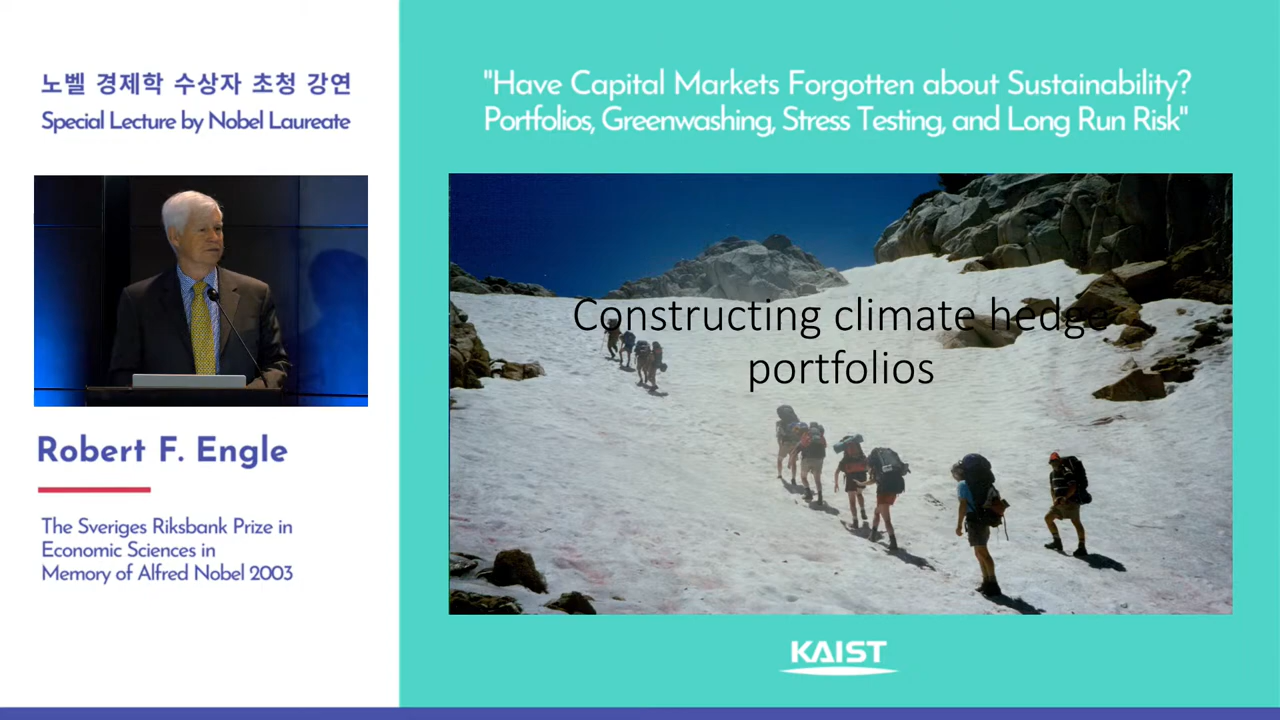 노벨 경제학 수상자 초청 강연
Special Lecture by Nobel Laureate
Robert F. Engle
The Sveriges Riksbank Prize in
Economic Sciences in
Memory of Alfred Nobel 2003
"Have Capital Markets Forgotten about Sustainability?
Portfolios, Greenwashing, Stress Testing, and Long Run Risk"
Constructing climate hedge
portfolios
KAIST